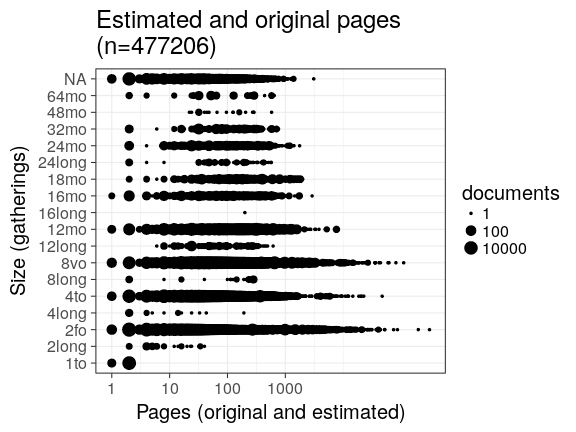 Estimated and original pages
(n=477206)
NA
64mo
48mo
32mo
24mo
24long
18mo
16mo
16long
12mo
12long
8vo
8long
4to
4long
2fo
2long
1to
Size (gatherings)
1 10 100 1000
Pages (original and estimated)
documents
1
100
10000